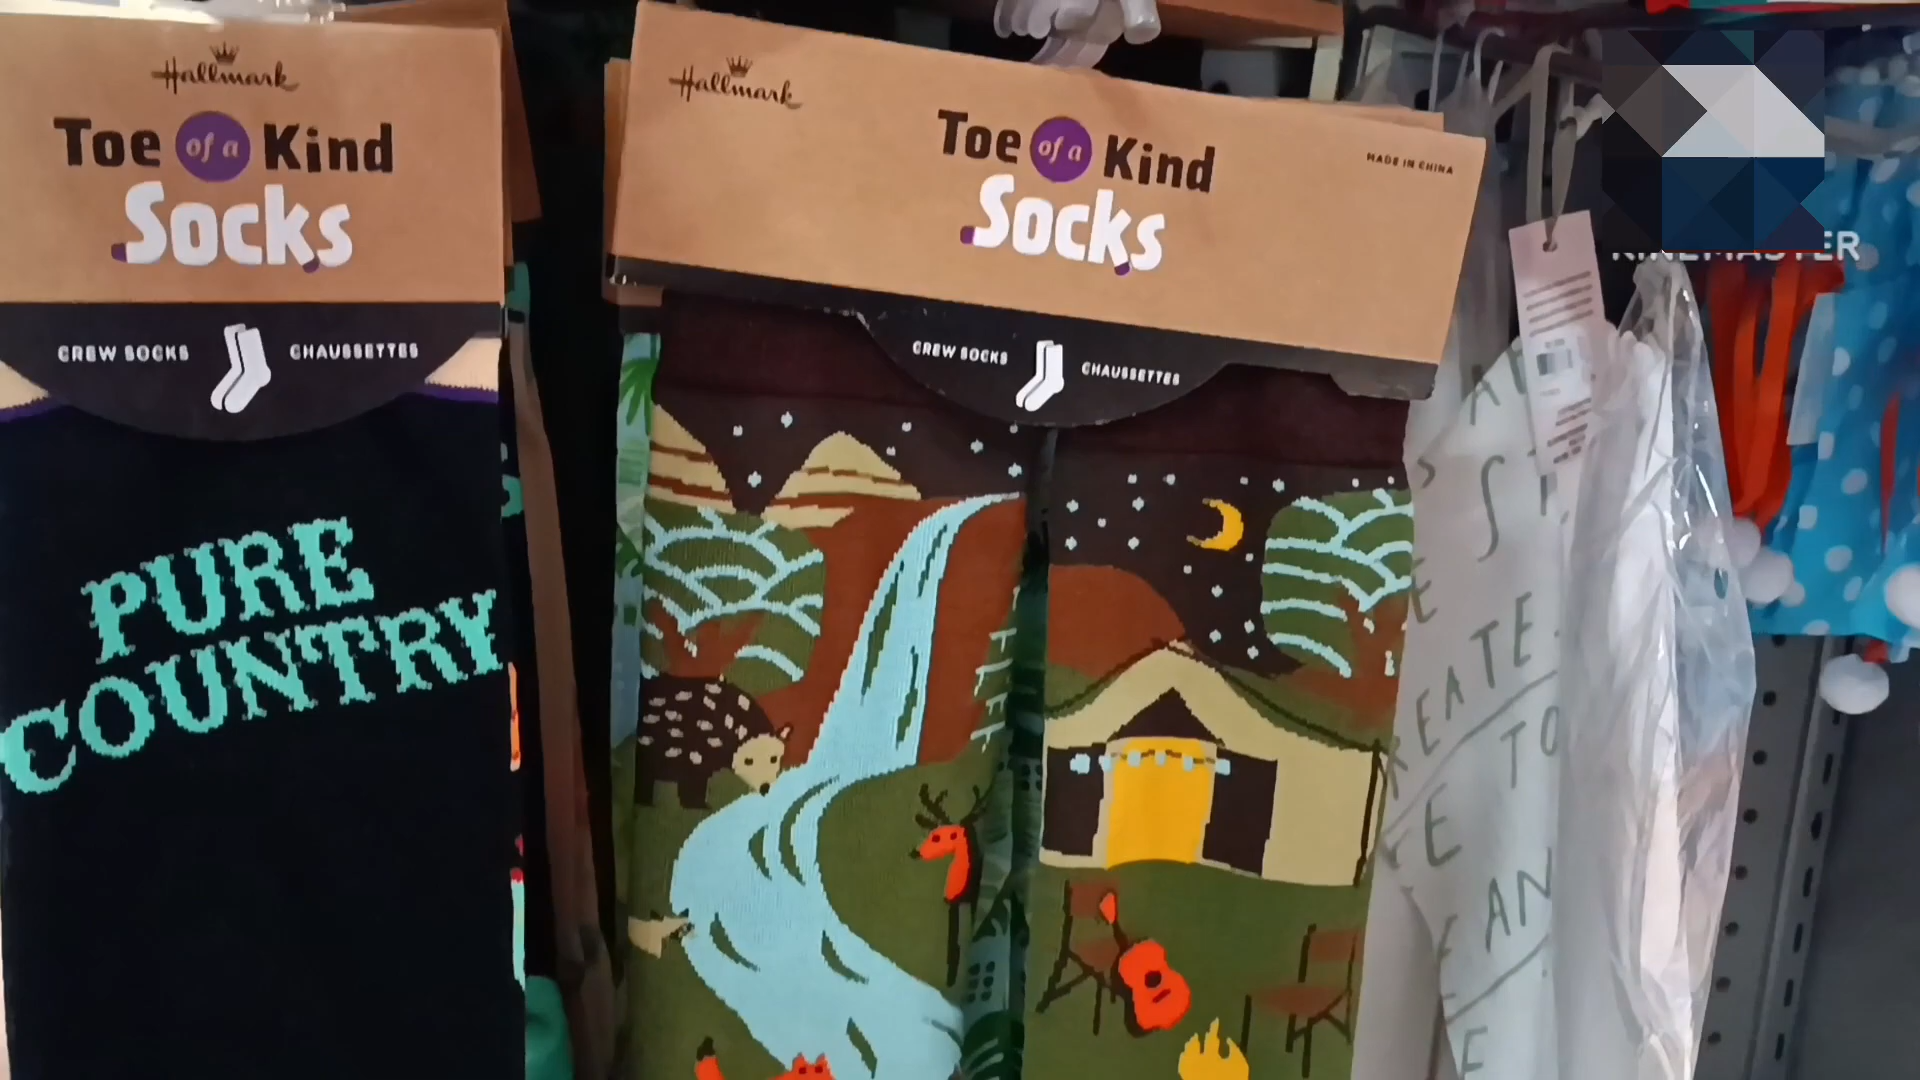 Hallmark
Toe of a Kind
Socks
CREW SOCKS CHAUSSETTES
PURE
COUNTRY
Hallmark
Toe of a Kind
Socks
MADE IN CHINA
CREW SOCKS CHAUSSETTES
KINEMASTER